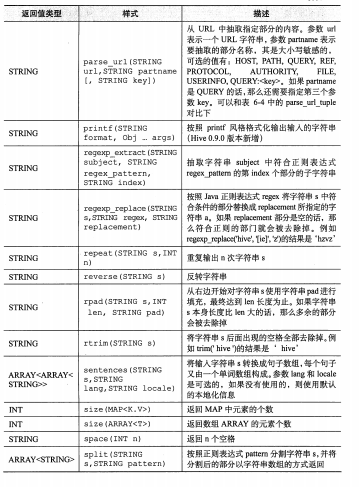 返回值类型 样式 描述
从 URL 中抽取指定部分的内容。参数 url
表示一个 URL 字符串，参数 partname 表示
parse_url(STRING 要抽取的部分名称，其是大小写敏感的，
STRING url,STRING partname 可选的值有：HOST, PATH, QUERY, REF,
[, STRING key]) PROTOCOL, AUTHORITY, FILE,
USERINFO, QUERY:<key>。如果 partname
是 QUERY 的话，那么还需要指定第三个参
数 key。可以和表 6-4 中的 parse_url_tuple
对比下
STRING printf(STRING 按照 printf 风格格式化输出输入的字符串
format, Obj … args) (Hive 0.9.0 版本新增)
regexp_extract(STRING
STRING subject, STRING 抽取字符串 subject 中符合正则表达式
regex_pattern, regex_pattern 的第 index 个部分的子字符串
STRING index)
按照 Java 正则表达式 regex 将字符串 s 中符
regexp_replace(STRING 合条件的部分替换成 replacement 所指定的字
STRING s,STRING regex, STRING 符串 a。如果 replacement 部分是空的话，那
replacement) 么符合正则的部门就会被去除掉。例如
regexp_replace('hive', '[ie]', 'z')的结果是'hzvz'
STRING repeat(STRING s,INT 重复输出 n 次字符串 s
n)
STRING reverse(STRING s) 反转字符串
从右边开始对字符串 s 使用字符串 pad 进行
STRING rpad(STRING s,INT 填充，最终达到 len 长度为止。如果字符串
len, STRING pad) s 本身长度比 len 大的话，那么多余的部分
会被去除掉
STRING rtrim(STRING s) 将字符串 s 后面出现的空格全部去除掉。例
如 trim(' hive ')的结果是 ' hive'
ARRAY<ARRAY< sentences(STRING 将输入字符串 s 转换成句子数组，每个句子
STRING>> s,STRING 又由一个单词数组构成。参数 lang 和 locale
lang,STRING locale) 是可选的，如果没有使用的，则使用默认
的本地化信息
INT size(MAP<K.V>) 返回 MAP 中元素的个数
INT size(ARRAY<T>) 返回数组 ARRAY 的元素个数
STRING space(INT n) 返回 n 个空格
ARRAY<STRING> split(STRING 按照正则表达式 pattern 分割字符串 s，并将
s,STRING pattern) 分割后的部分以字符串数组的方式返回